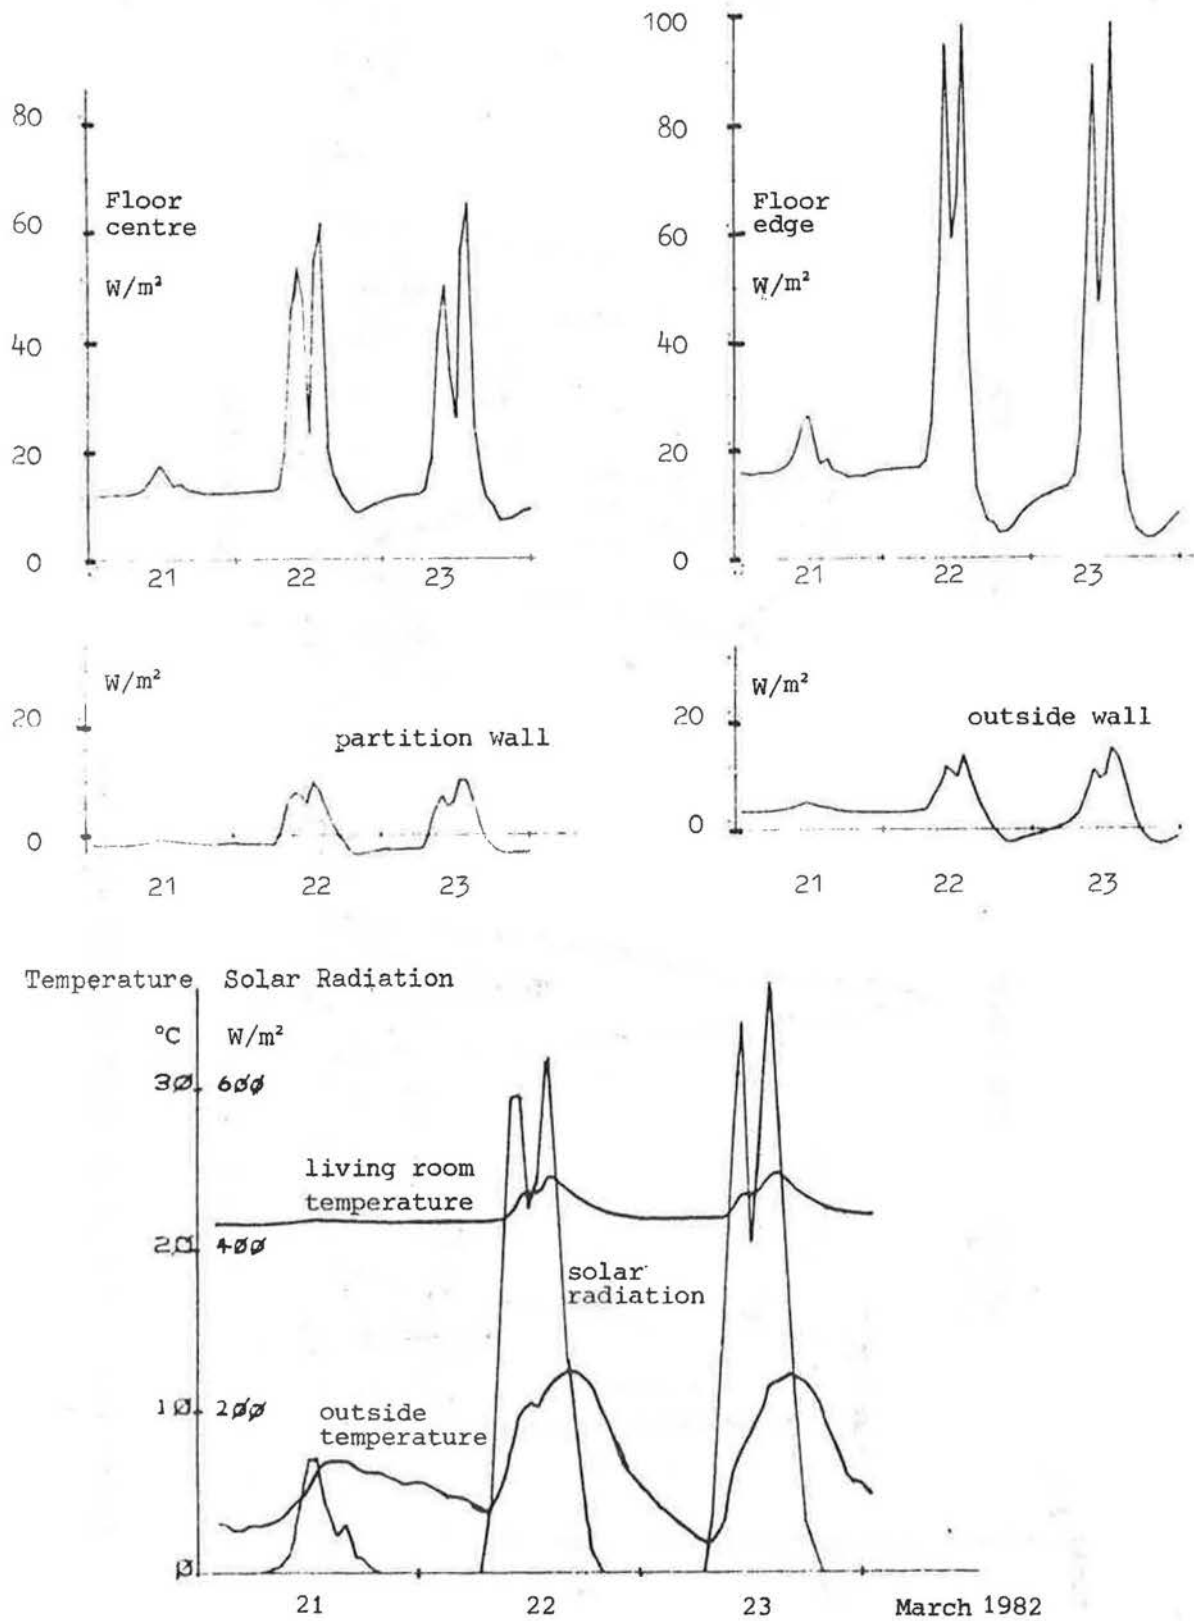 80
60
40
20
0
Floor
centre
W/m²
21 22 23
100
80
60
40
20
0
Floor
edge
W/m²
21 22 23
W/m²
20
0
partition wall
21 22 23
W/m²
20
0
outside wall
21 22 23
Temperature Solar Radiation
°C W/m²
30 600
living room
temperature
20 400
solar
radiation
10 200
outside
temperature
0
21 22 23 March 1982